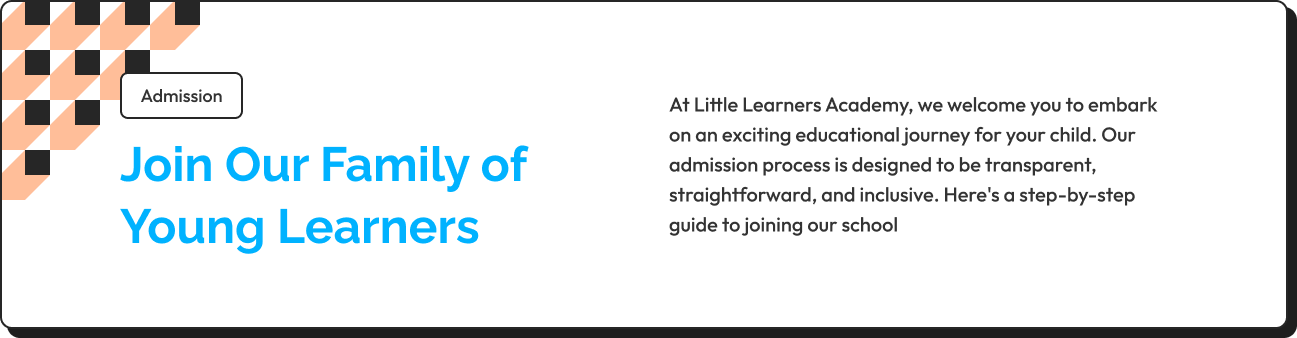 Admission
Join Our Family of
Young Learners
At Little Learners Academy, we welcome you to embark
on an exciting educational journey for your child. Our
admission process is designed to be transparent,
straightforward, and inclusive. Here's a step-by-step
guide to joining our school